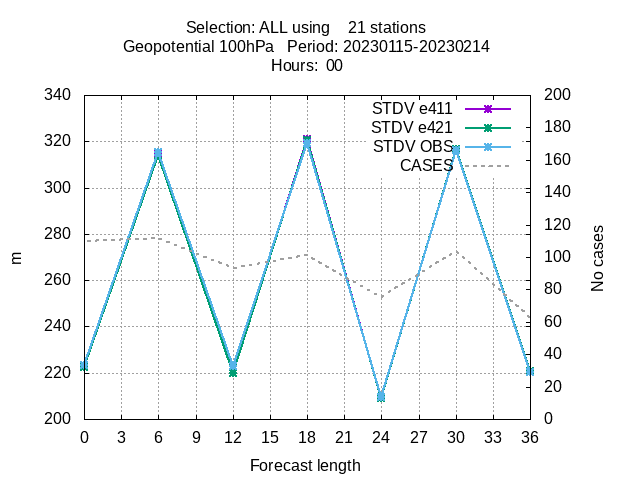 Selection: ALL using 21 stations
Geopotential 100hPa Period: 20230115-20230214
Hours: 00
STDV e411
STDV e421
STDV OBS
CASES
340
320
300
280
260
240
220
200
m
200
180
160
140
120
100
80
60
40
20
0
No cases
0 3 6 9 12 15 18 21 24 27 30 33 36
Forecast length